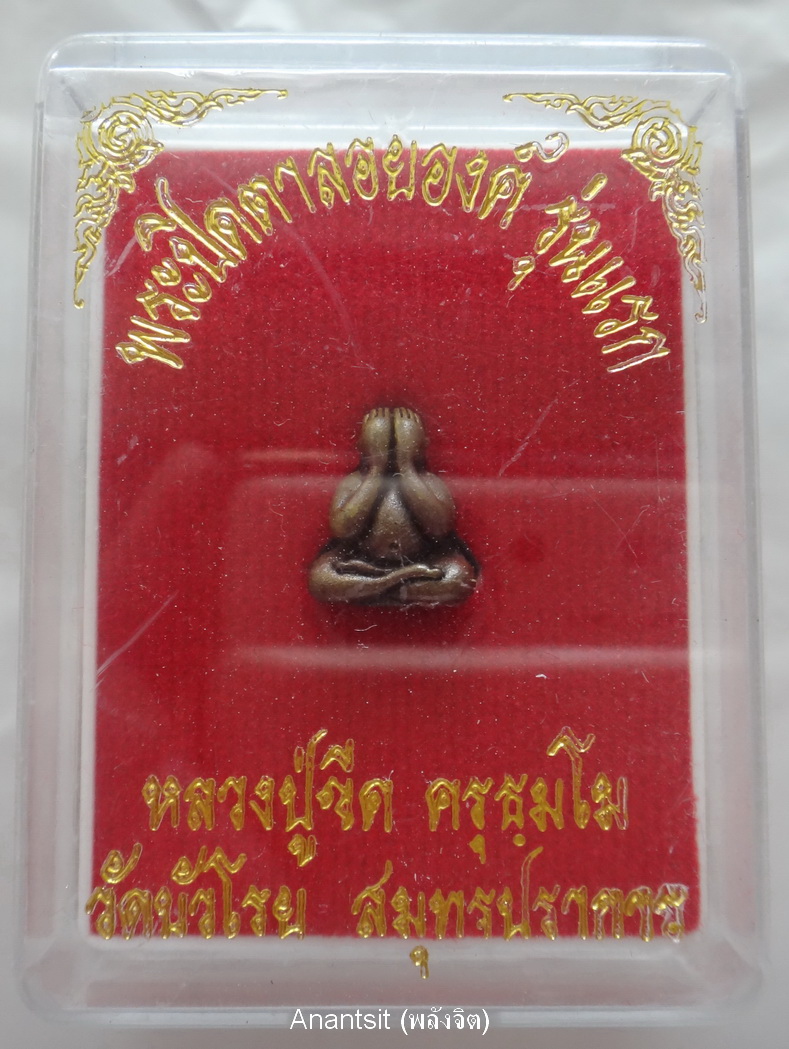 พระปิดตาลอยองค์ รุ่นแรก
หลวงปู่จืด ครุธฺมโม
วัดบัวโรย สมุทรปราการ
Anantsit (พลังจิต)